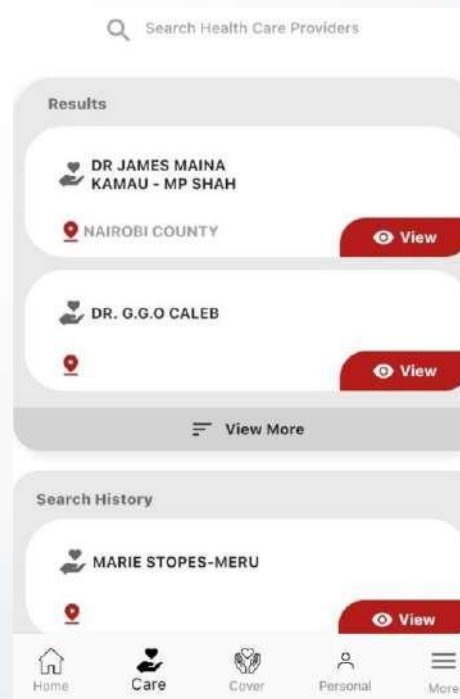 Search Health Care Providers
Results
DR JAMES MAINA
KAMAU - MP SHAH
NAIROBI COUNTY
View
DR. G.G.O CALEB
View
View More
Search History
MARIE STOPES-MERU
View
Home
Care
Cover
Personal
More